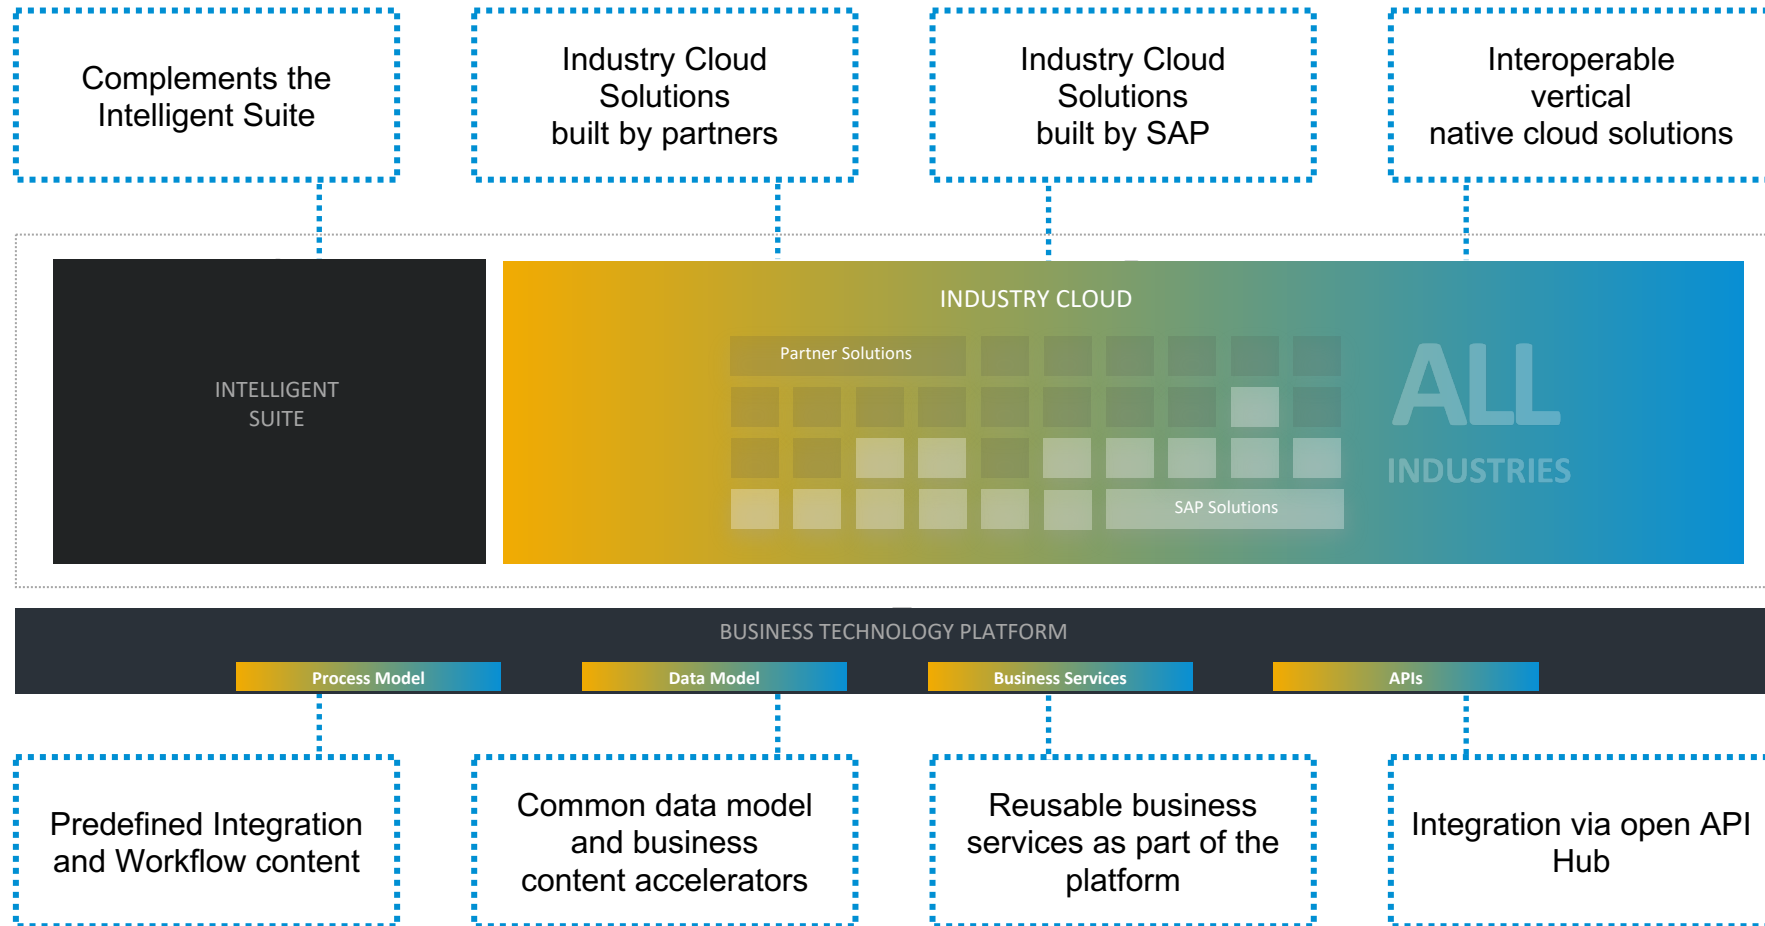 Complements the
Intelligent Suite
Industry Cloud
Solutions
built by partners
Industry Cloud
Solutions
built by SAP
Interoperable
vertical
native cloud solutions
INTELLIGENT
SUITE
INDUSTRY CLOUD
Partner Solutions
SAP Solutions
ALL
INDUSTRIES
BUSINESS TECHNOLOGY PLATFORM
Process Model
Data Model
Business Services
APIs
Predefined Integration
and Workflow content
Common data model
and business
content accelerators
Reusable business
services as part of the
platform
Integration via open API
Hub